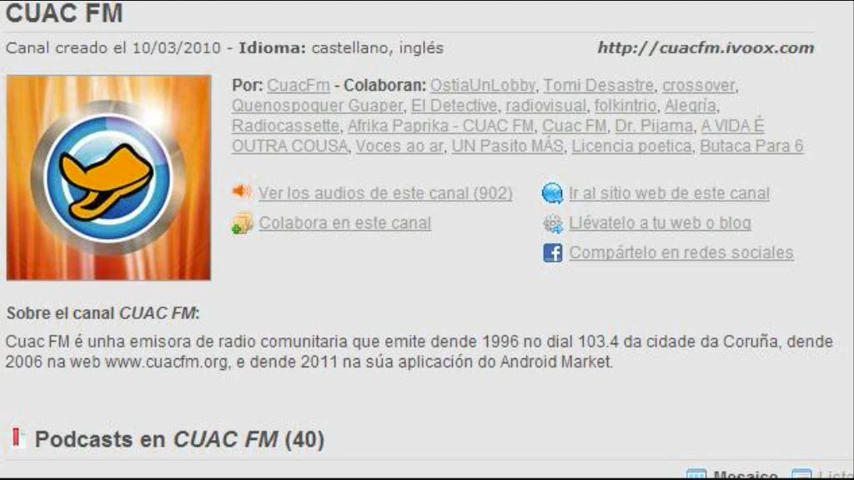 CUAC FM
Canal creado el 10/03/2010 - Idioma: castellano, inglés
http://cuacfm.ivoox.com
Por: CuacFm - Colaboran: OstiaUnLobby, Tomi Desastre, crossover,
Quenospoquer Guaper, El Detective, radiovisual, folkintrio, Alegría,
Radiocassette, Afrika Paprika - CUAC FM, Cuac FM, Dr. Pijama, A VIDA É
OUTRA COUSA, Voces ao ar, UN Pasito MÁS, Licencia poetica, Butaca Para 6
Ver los audios de este canal (902)
Ir al sitio web de este canal
Colabora en este canal
Llévatelo a tu web o blog
Compártelo en redes sociales
Sobre el canal CUAC FM:
Cuac FM é unha emisora de radio comunitaria que emite dende 1996 no dial 103.4 da cidade da Coruña, dende
2006 na web www.cuacfm.org, e dende 2011 na súa aplicación do Android Market.
Podcasts en CUAC FM (40)
Mosaico Lista